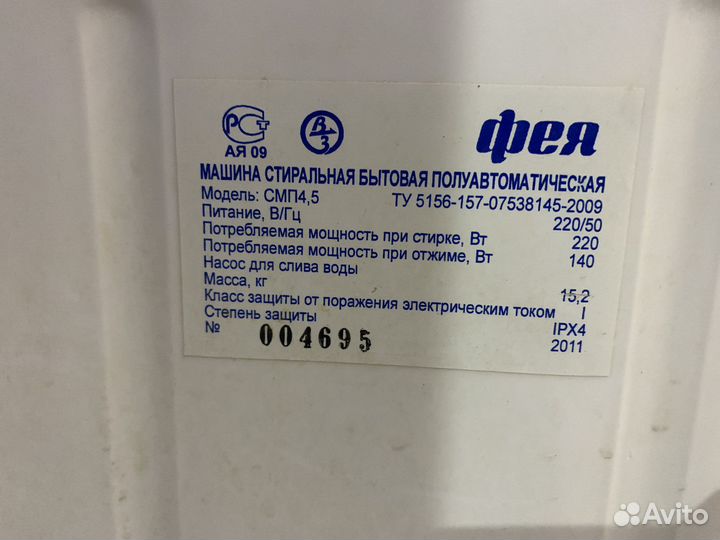 фея
РСТ
АЯ 09
В
З
МАШИНА СТИРАЛЬНАЯ БЫТОВАЯ ПОЛУАВТОМАТИЧЕСКАЯ
Модель: СМП4,5 ТУ 5156-157-07538145-2009
Питание, В/Гц 220/50
Потребляемая мощность при стирке, Вт 220
Потребляемая мощность при отжиме, Вт 140
Насос для слива воды -
Масса, кг 15,2
Класс защиты от поражения электрическим током I
Степень защиты IPX4
№ 004695 2011
Avito